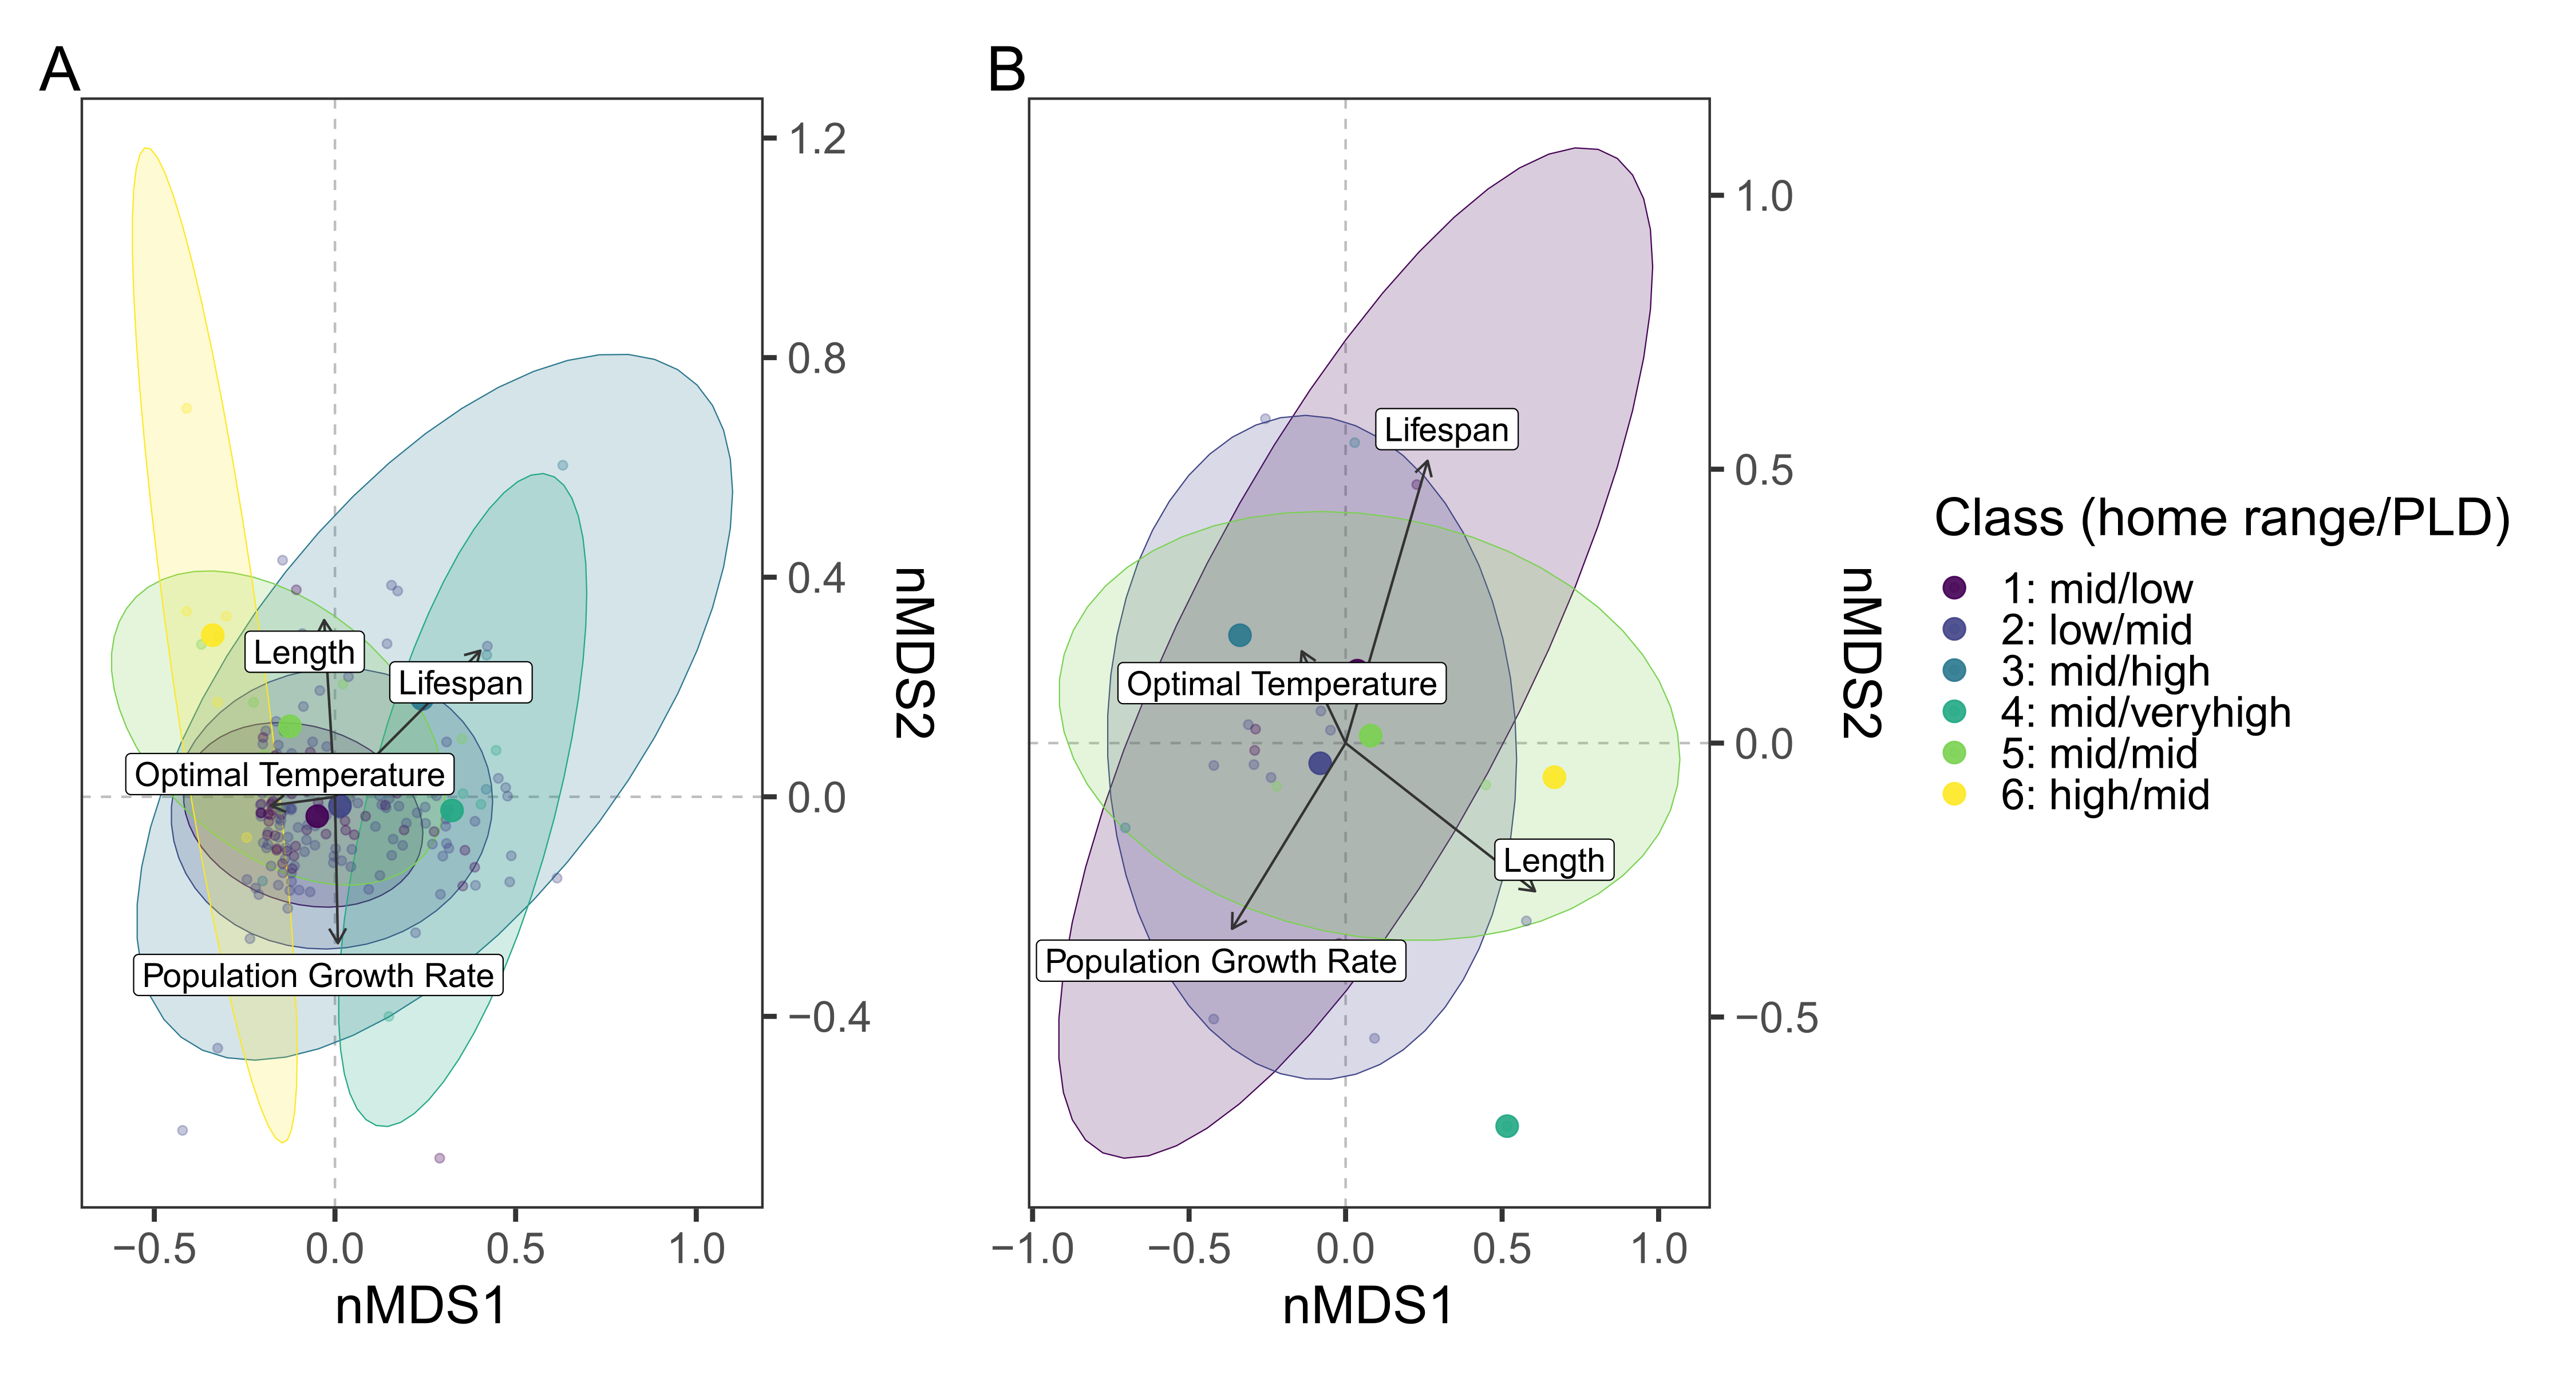 A
1.2
0.8
0.4
0.0
−0.4
nMDS2
Length
Lifespan
Optimal Temperature
Population Growth Rate
−0.5
0.0
0.5
1.0
nMDS1
B
1.0
0.5
0.0
−0.5
nMDS2
Lifespan
Optimal Temperature
Length
Population Growth Rate
−1.0
−0.5
0.0
0.5
1.0
nMDS1
Class (home range/PLD)
1: mid/low
2: low/mid
3: mid/high
4: mid/veryhigh
5: mid/mid
6: high/mid